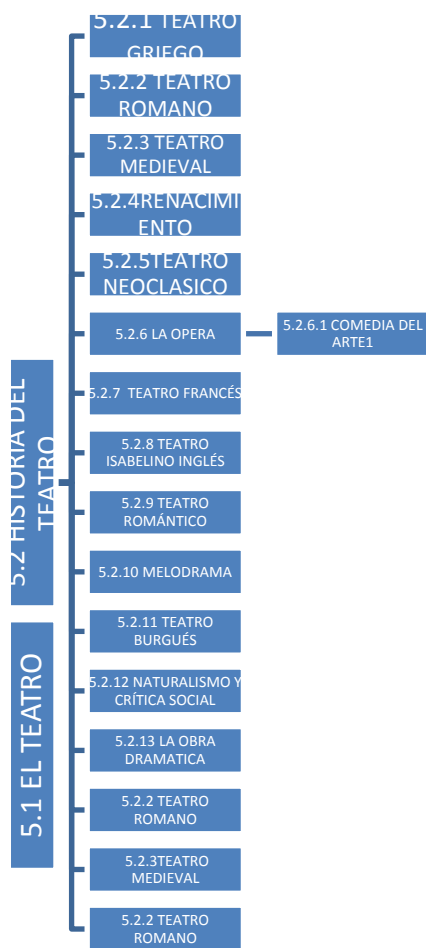 5.2.1 TEATRO
GRIEGO
5.2.2 TEATRO
ROMANO
5.2.3 TEATRO
MEDIEVAL
5.2.4RENACIMI
ENTO
5.2.5TEATRO
NEOCLASICO
5.2.6 LA OPERA
5.2.6.1 COMEDIA DEL
ARTE1
5.2.7 TEATRO FRANCÉS
5.2.8 TEATRO
ISABELINO INGLÉS
5.2.9 TEATRO
ROMÁNTICO
5.2.10 MELODRAMA
5.2.11 TEATRO
BURGUÉS
5.2.12 NATURALISMO Y
CRÍTICA SOCIAL
5.2.13 LA OBRA
DRAMATICA
5.2.2 TEATRO
ROMANO
5.2.3TEATRO
MEDIEVAL
5.2.2 TEATRO
ROMANO
5.2 HISTORIA DEL
TEATRO
5.1 EL TEATRO